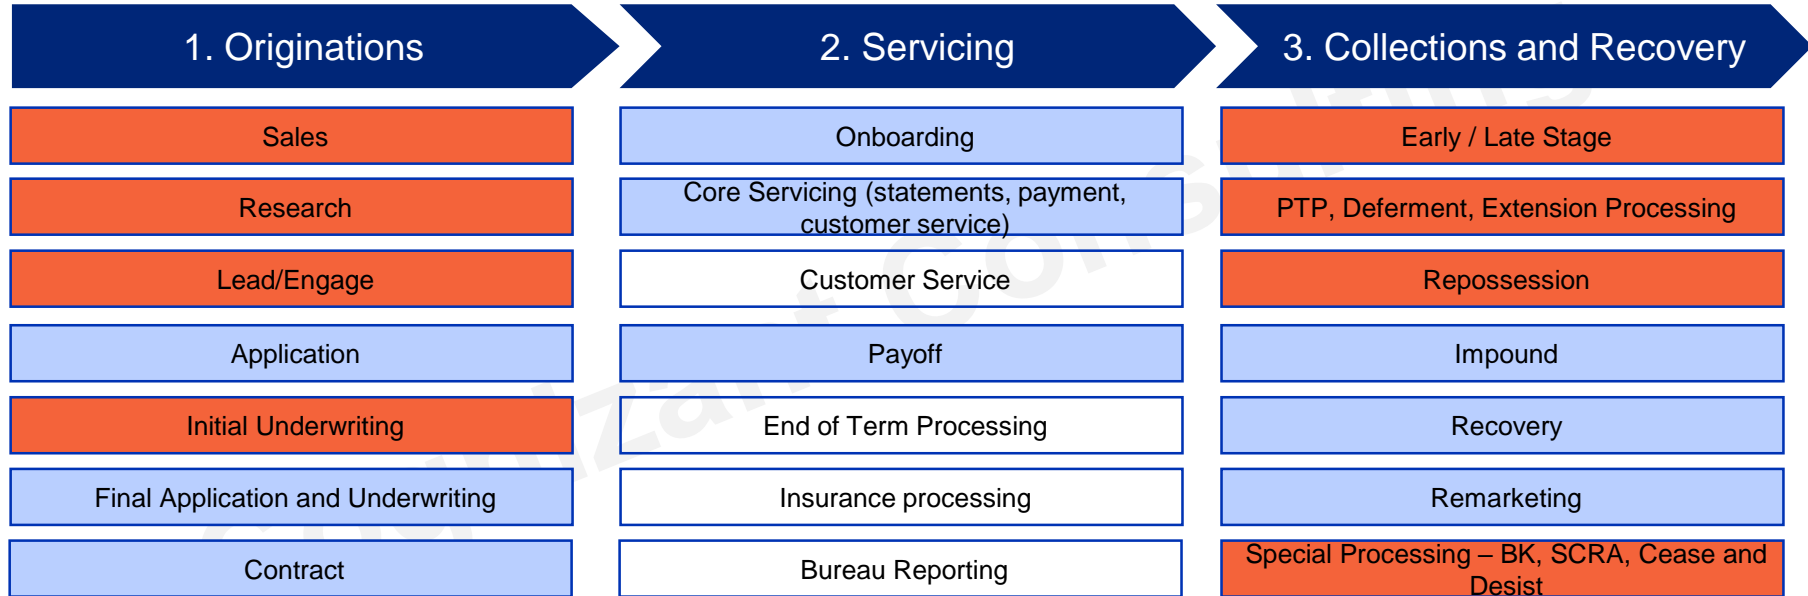 1. Originations
2. Servicing
3. Collections and Recovery
Sales
Research
Lead/Engage
Application
Initial Underwriting
Final Application and Underwriting
Contract
Onboarding
Core Servicing (statements, payment,
customer service)
Customer Service
Payoff
End of Term Processing
Insurance processing
Bureau Reporting
Early / Late Stage
PTP, Deferment, Extension Processing
Repossession
Impound
Recovery
Remarketing
Special Processing – BK, SCRA, Cease and
Desist
Cognizant Consulting